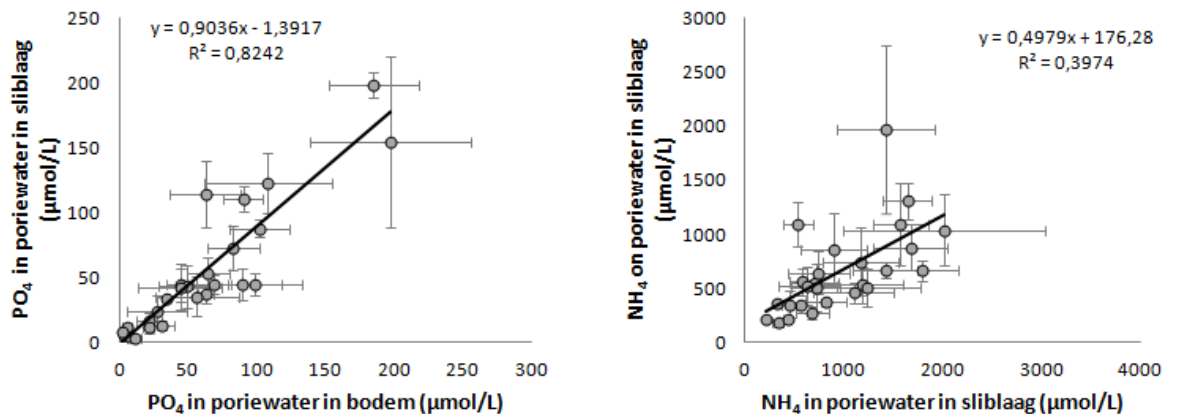 y = 0,9036x - 1,3917
R² = 0,8242
PO₄ in poriewater in sliblaag
(µmol/L)
250
200
150
100
50
0
0 50 100 150 200 250 300
PO₄ in poriewater in bodem (µmol/L)
y = 0,4979x + 176,28
R² = 0,3974
NH₄ on poriewater in sliblaag
(µmol/L)
3000
2500
2000
1500
1000
500
0
0 1000 2000 3000 4000
NH₄ in poriewater in sliblaag (µmol/L)